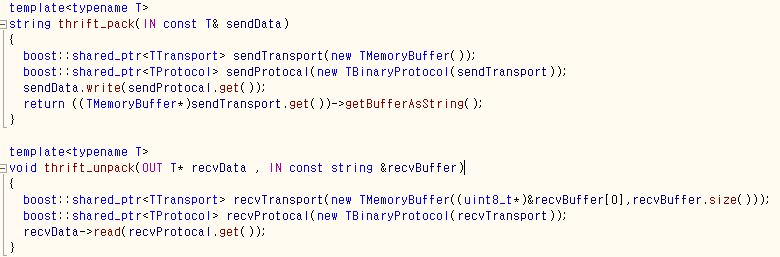 template<typename T>
string thrift_pack(IN const T& sendData)
{
  boost::shared_ptr<TTransport> sendTransport(new TMemoryBuffer());
  boost::shared_ptr<TProtocol> sendProtocal(new TBinaryProtocol(sendTransport));
  sendData.write(sendProtocal.get());
  return ((TMemoryBuffer*)sendTransport.get())->getBufferAsString();
}
template<typename T>
void thrift_unpack(OUT T* recvData , IN const string &recvBuffer)
{
  boost::shared_ptr<TTransport> recvTransport(new TMemoryBuffer((uint8_t*)&recvBuffer[0],recvBuffer.size()));
  boost::shared_ptr<TProtocol> recvProtocal(new TBinaryProtocol(recvTransport));
  recvData->read(recvProtocal.get());
}